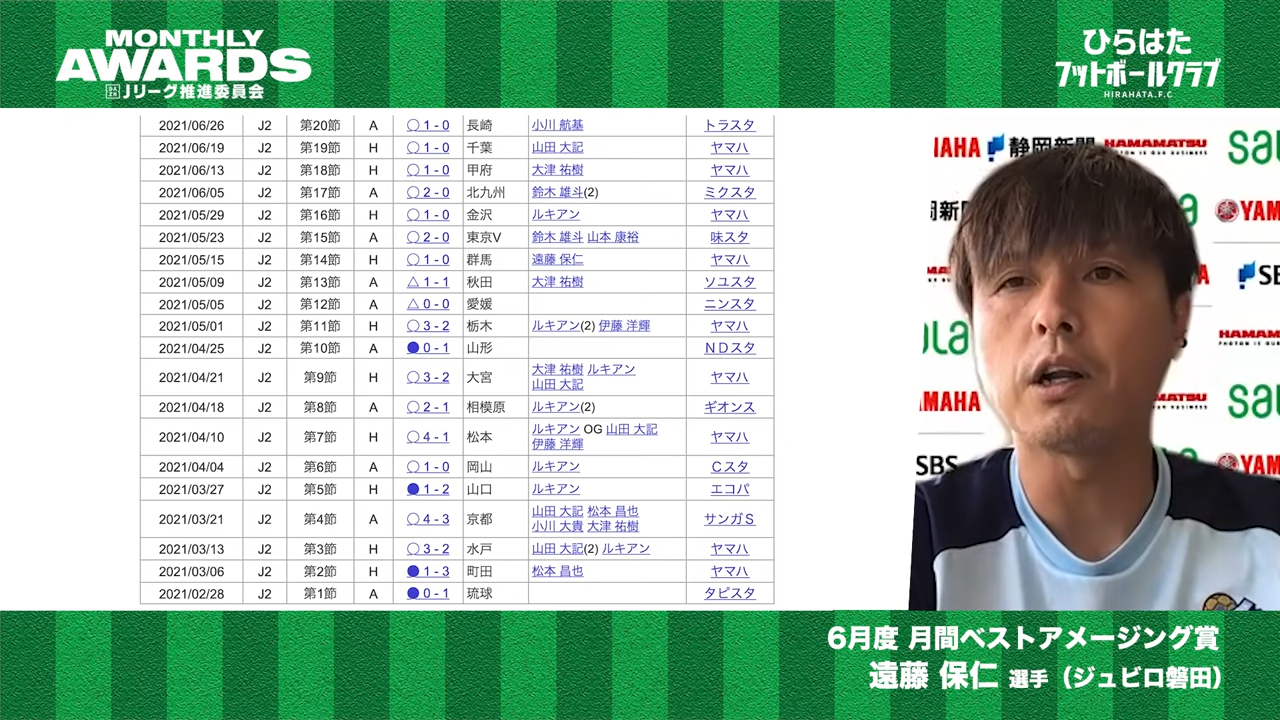 MONTHLY
AWARDS
DAZN Jリーグ推進委員会
ひらはた
フットボールクラブ
HIRAHATA.F.C
2021/06/26 J2 第20節 A ○ 1 - 0 長崎 小川 航基 トラスタ
2021/06/19 J2 第19節 H ○ 1 - 0 千葉 山田 大記 ヤマハ
2021/06/13 J2 第18節 H ○ 1 - 0 甲府 大津 祐樹 ヤマハ
2021/06/05 J2 第17節 A ○ 2 - 0 北九州 鈴木 雄斗(2) ミクスタ
2021/05/29 J2 第16節 H ○ 1 - 0 金沢 ルキアン ヤマハ
2021/05/23 J2 第15節 A ○ 2 - 0 東京V 鈴木 雄斗 山本 康裕 味スタ
2021/05/15 J2 第14節 H ○ 1 - 0 群馬 遠藤 保仁 ヤマハ
2021/05/09 J2 第13節 A △ 1 - 1 秋田 大津 祐樹 ソユスタ
2021/05/05 J2 第12節 A △ 0 - 0 愛媛 ニンスタ
2021/05/01 J2 第11節 H ○ 3 - 2 栃木 ルキアン(2) 伊藤 洋輝 ヤマハ
2021/04/25 J2 第10節 A ● 0 - 1 山形 NDスタ
2021/04/21 J2 第9節 H ○ 3 - 2 大宮 大津 祐樹 ルキアン 山田 大記 ヤマハ
2021/04/18 J2 第8節 A ○ 2 - 1 相模原 ルキアン(2) ギオンス
2021/04/10 J2 第7節 H ○ 4 - 1 松本 ルキアン OG 山田 大記 伊藤 洋輝 ヤマハ
2021/04/04 J2 第6節 A ○ 1 - 0 岡山 ルキアン Cスタ
2021/03/27 J2 第5節 H ● 1 - 2 山口 ルキアン エコパ
2021/03/21 J2 第4節 A ○ 4 - 3 京都 山田 大記 松本 昌也 小川 大貴 大津 祐樹 サンガS
2021/03/13 J2 第3節 H ○ 3 - 2 水戸 山田 大記(2) ルキアン ヤマハ
2021/03/06 J2 第2節 H ● 1 - 3 町田 松本 昌也 ヤマハ
2021/02/28 J2 第1節 A ● 0 - 1 琉球 タピスタ
AHA 静岡新聞 HAMAMATSU
PHOTON IS OUR BUSINESS
岡新 YAM
SB
HAMAM
PHOTON IS OUR
AMAHA
SBS YAM
6月度 月間ベストアメージング賞
遠藤 保仁 選手(ジュビロ磐田)